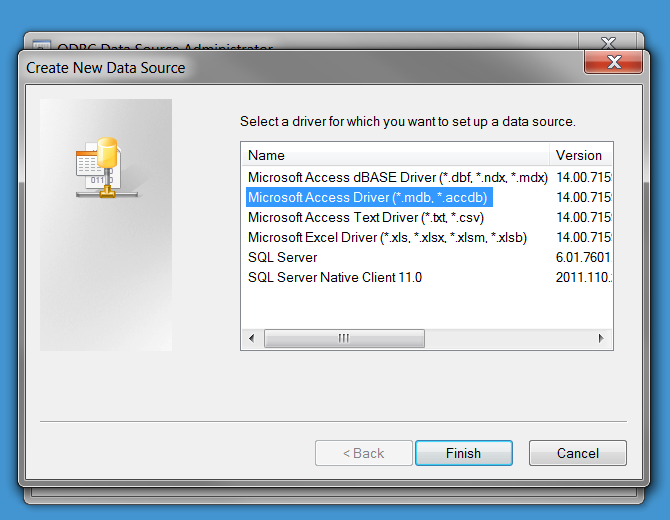 ODBC Data Source Administrator
Create New Data Source
Select a driver for which you want to set up a data source.
Name Version
Microsoft Access dBASE Driver (*.dbf, *.ndx, *.mdx) 14.00.715
Microsoft Access Driver (*.mdb, *.accdb) 14.00.715
Microsoft Access Text Driver (*.txt, *.csv) 14.00.715
Microsoft Excel Driver (*.xls, *.xlsx, *.xlsm, *.xlsb) 14.00.715
SQL Server 6.01.7601
SQL Server Native Client 11.0 2011.110.
< Back Finish Cancel